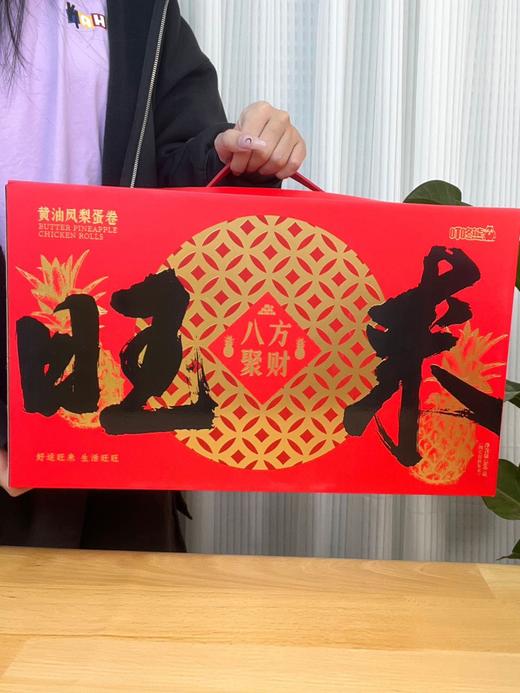 AH
黄油凤梨蛋卷
BUTTER PINEAPPLE
CHICKEN ROLLS
旺来
八方
聚财
好运旺来 生活旺旺